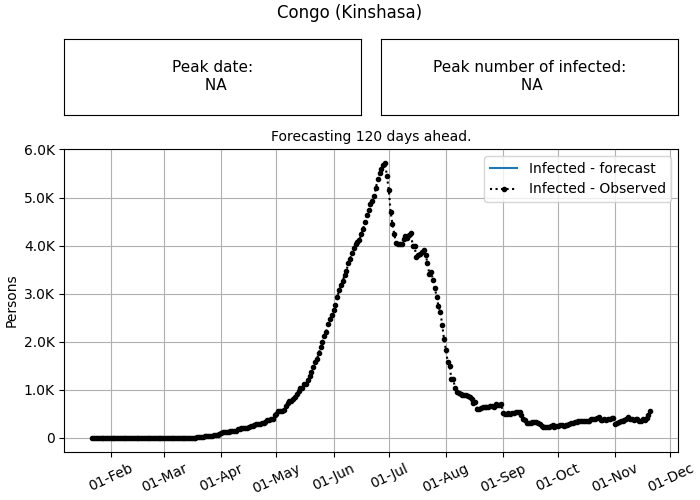 Congo (Kinshasa)
Peak date:
NA
Peak number of infected:
NA
Forecasting 120 days ahead.
6.0K
5.0K
4.0K
3.0K
2.0K
1.0K
0
Persons
Infected - forecast
Infected - Observed
01-Feb
01-Mar
01-Apr
01-May
01-Jun
01-Jul
01-Aug
01-Sep
01-Oct
01-Nov
01-Dec